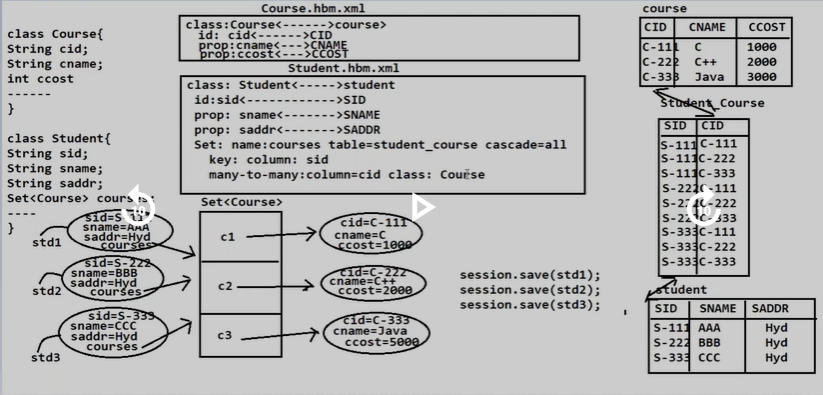 Course.hbm.xml
class:Course<------>course>
id: cid<------>CID
prop:cname<--->CNAME
prop:ccost<--->CCOST
class Course{
String cid;
String cname;
int ccost
------
}
Student.hbm.xml
class: Student<------>student
id:sid<------------>SID
prop: sname<------->SNAME
prop: saddr<------->SADDR
Set: name:courses table=student_course cascade=all
key: column: sid
many-to-many:column=cid class: Course
class Student{
String sid;
String sname;
String saddr;
Set<Course> courses;
----
}
std1
sname=AAA
saddr=Hyd
courses
std2
sid=S-222
sname=BBB
saddr=Hyd
courses
std3
sid=S-333
sname=CCC
saddr=Hyd
courses
Set<Course>
c1
c2
c3
cid=C-111
cname=C
ccost=1000
cid=C-222
cname=C++
ccost=2000
cid=C-333
cname=Java
ccost=5000
session.save(std1);
session.save(std2);
session.save(std3);
course
CID CNAME CCOST
C-111 C 1000
C-222 C++ 2000
C-333 Java 3000
Student_Course
SID CID
S-111 C-111
S-111 C-222
S-111 C-333
S-222 C-111
S-222 C-222
S-222 C-333
S-333 C-111
S-333 C-222
S-333 C-333
student
SID SNAME SADDR
S-111 AAA Hyd
S-222 BBB Hyd
S-333 CCC Hyd
10
10